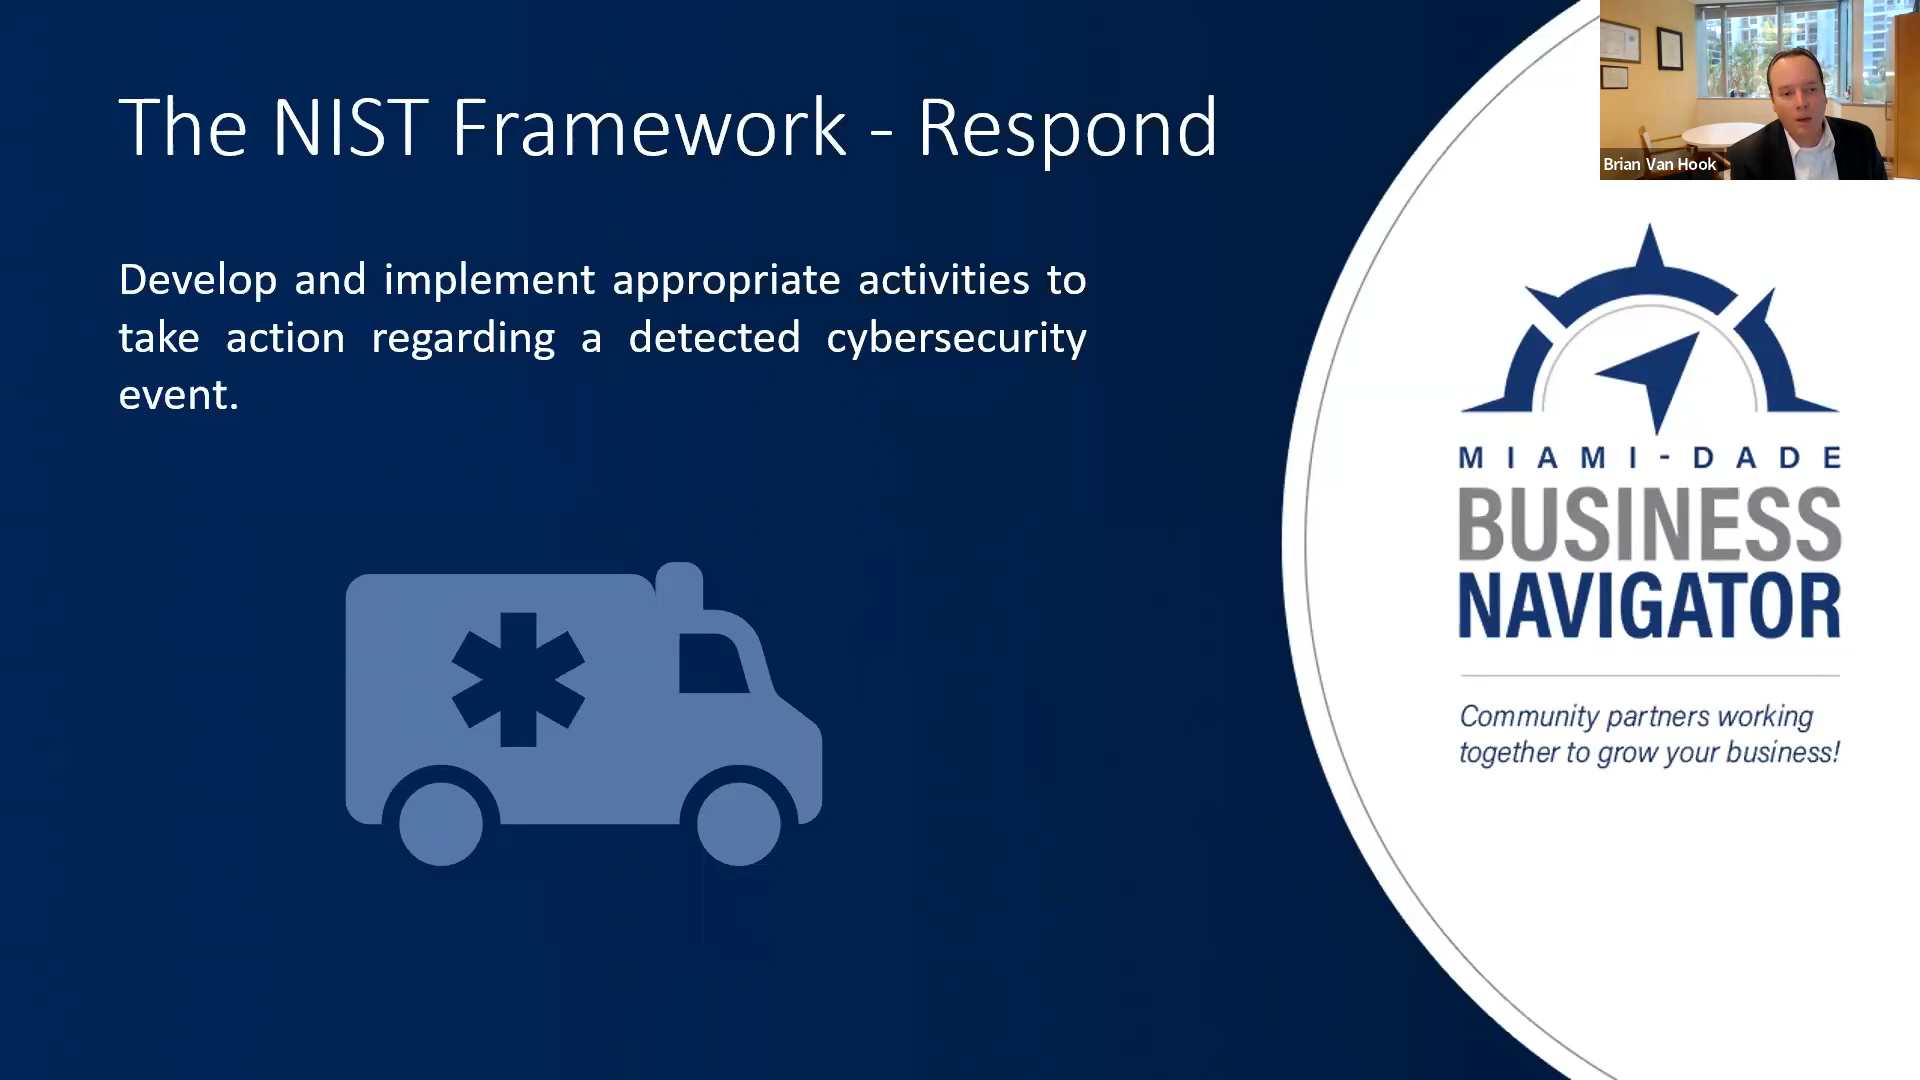 The NIST Framework - Respond
Develop and implement appropriate activities to
take action regarding a detected cybersecurity
event.
Brian Van Hook
MIAMI-DADE
BUSINESS
NAVIGATOR
Community partners working
together to grow your business!